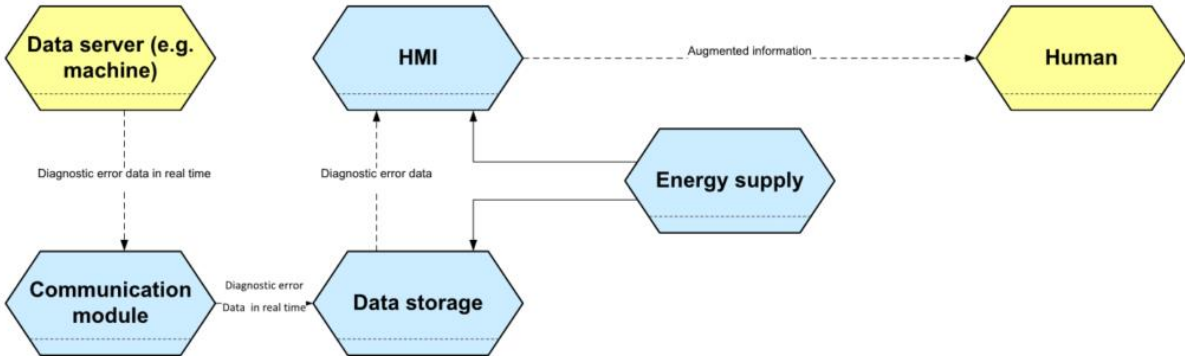 Data server (e.g.
machine)
HMI
Augmented information
Human
Diagnostic error data in real time
Diagnostic error data
Energy supply
Communication
module
Diagnostic error
Data in real time
Data storage